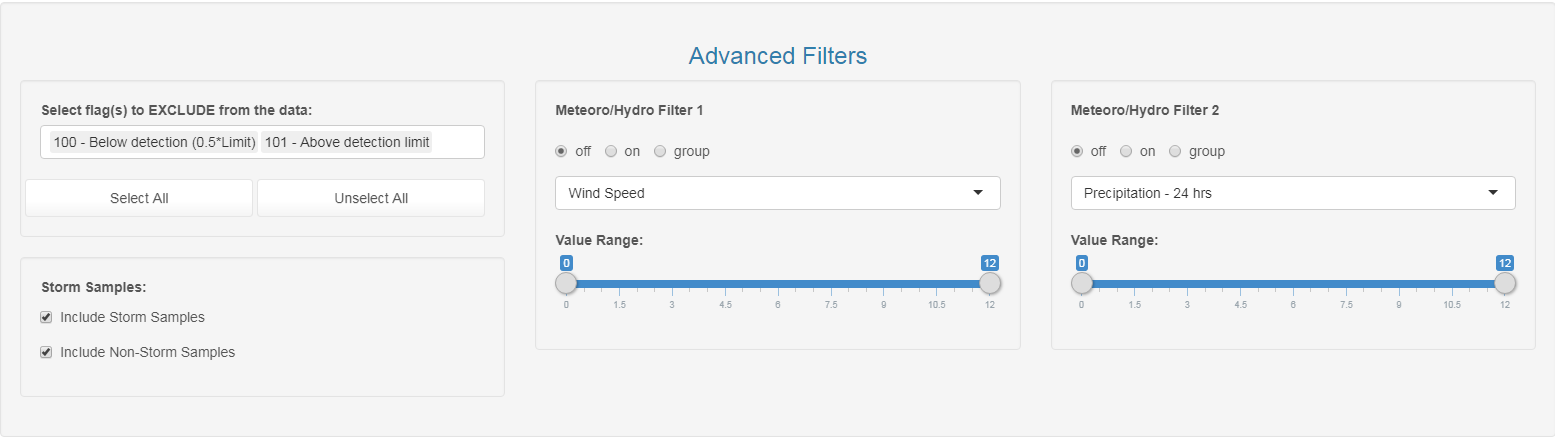 Advanced Filters
Select flag(s) to EXCLUDE from the data:
100 - Below detection (0.5*Limit) 101 - Above detection limit
Select All Unselect All
Storm Samples:
Include Storm Samples
Include Non-Storm Samples
Meteoro/Hydro Filter 1
off on group
Wind Speed
Value Range:
0 12
0 1.5 3 4.5 6 7.5 9 10.5 12
Meteoro/Hydro Filter 2
off on group
Precipitation - 24 hrs
Value Range:
0 12
0 1.5 3 4.5 6 7.5 9 10.5 12